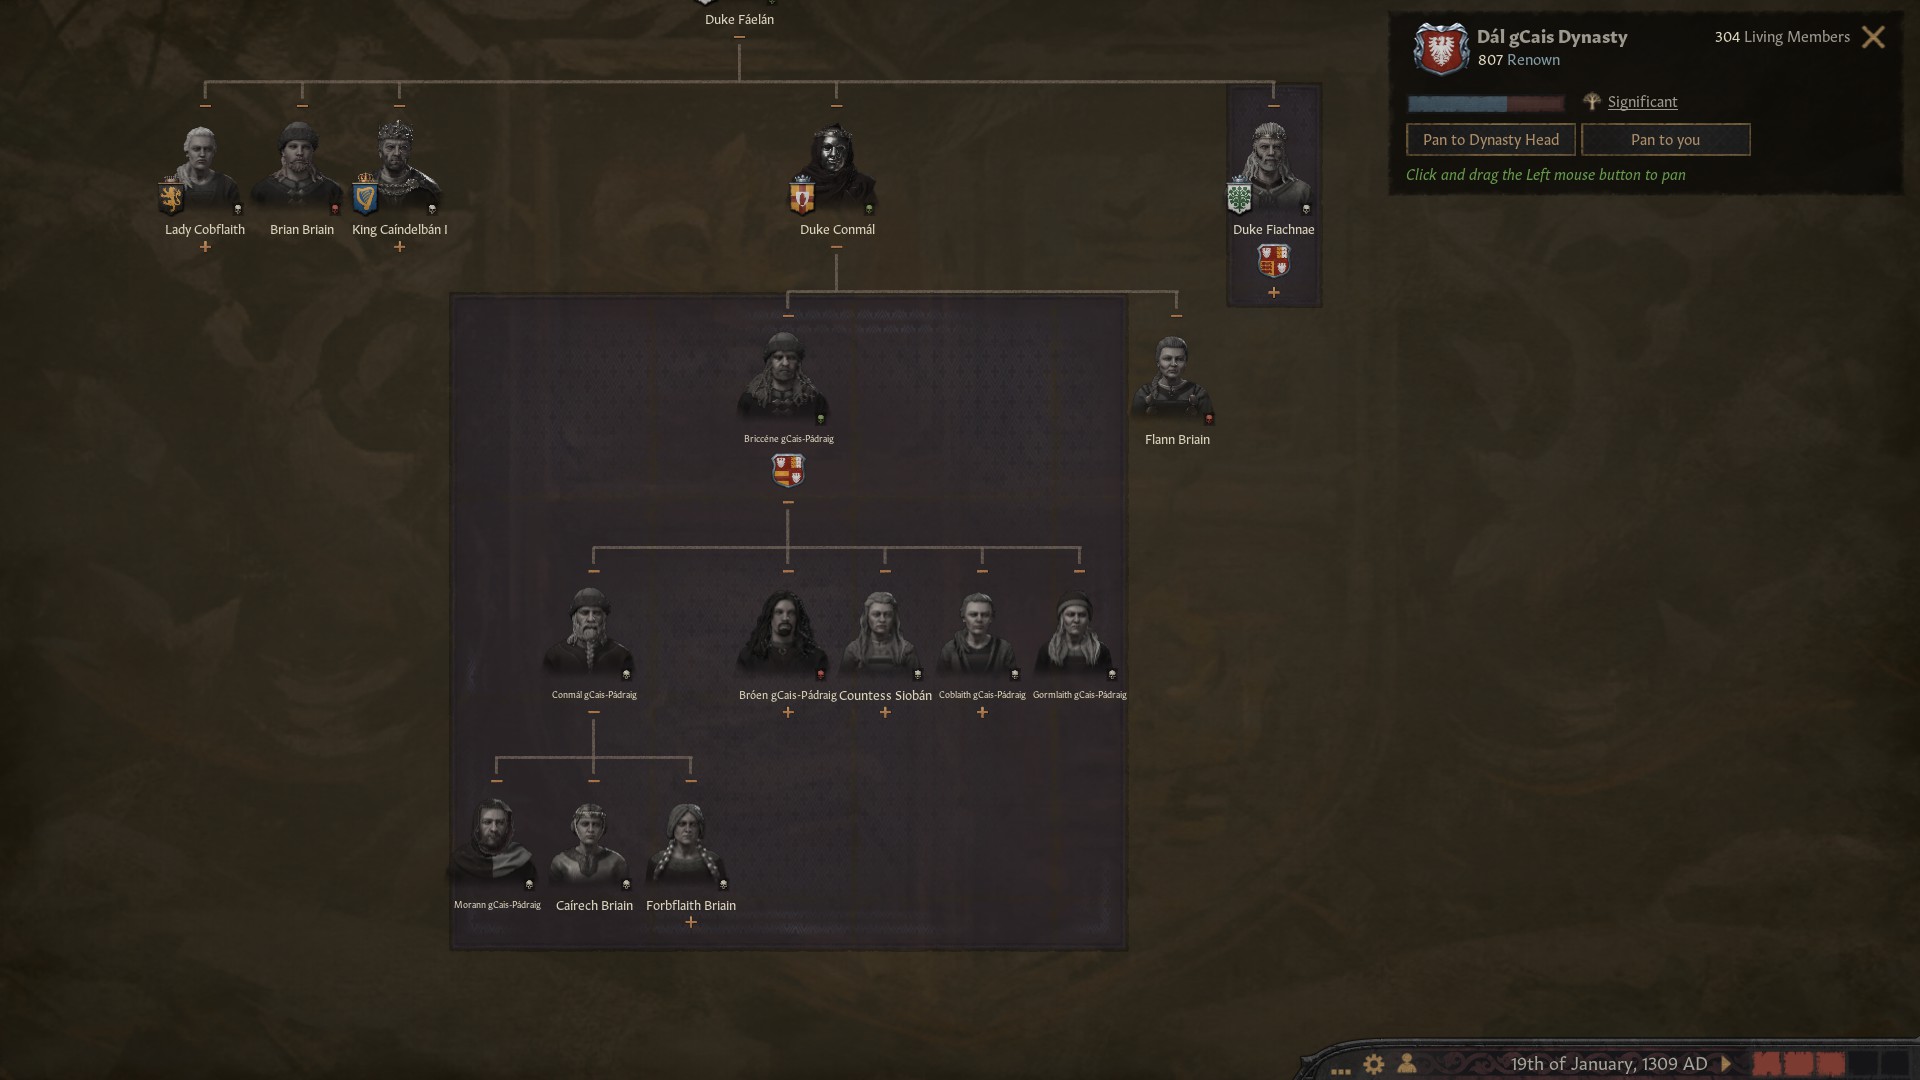 Duke Fáelán
Dál gCais Dynasty
304 Living Members
807 Renown
Significant
Pan to Dynasty Head
Pan to you
Click and drag the Left mouse button to pan
Lady Cobflaith
Brian Briain
King Caíndelbán I
Duke Conmál
Duke Fiachnae
Briccéne gCais-Pádraig
Flann Briain
Conmál gCais-Pádraig
Bróen gCais-Pádraig
Countess Siobán
Coblaith gCais-Pádraig
Gormlaith gCais-Pádraig
Morann gCais-Pádraig
Caírech Briain
Forbflaith Briain
19th of January, 1309 AD